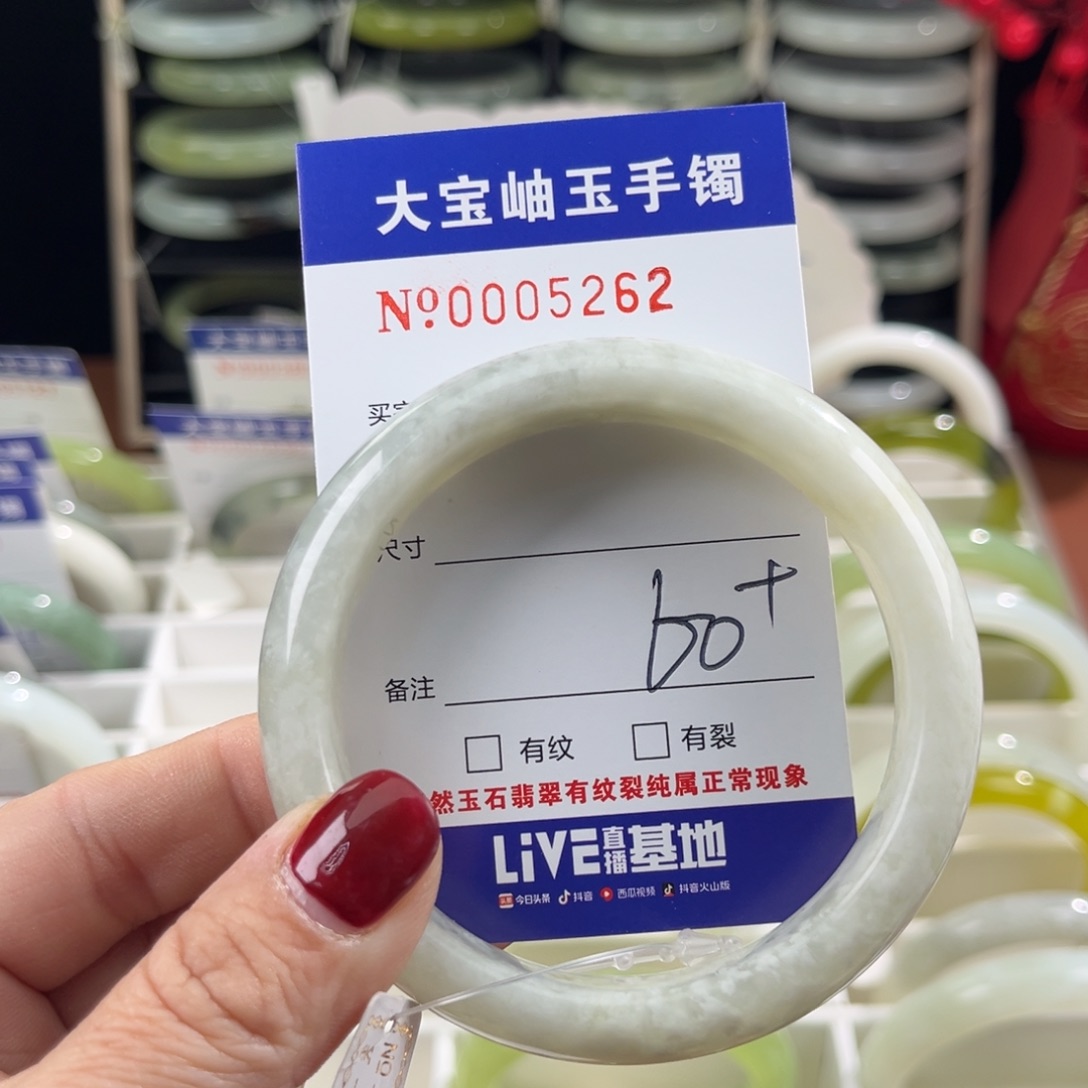 大宝岫玉手镯
No.0005262
买
尺寸
60+
备注
有纹
有裂
然玉石翡翠有纹裂纯属正常现象
LiVE直播基地
今日头条 抖音 西瓜视频 抖音火山版